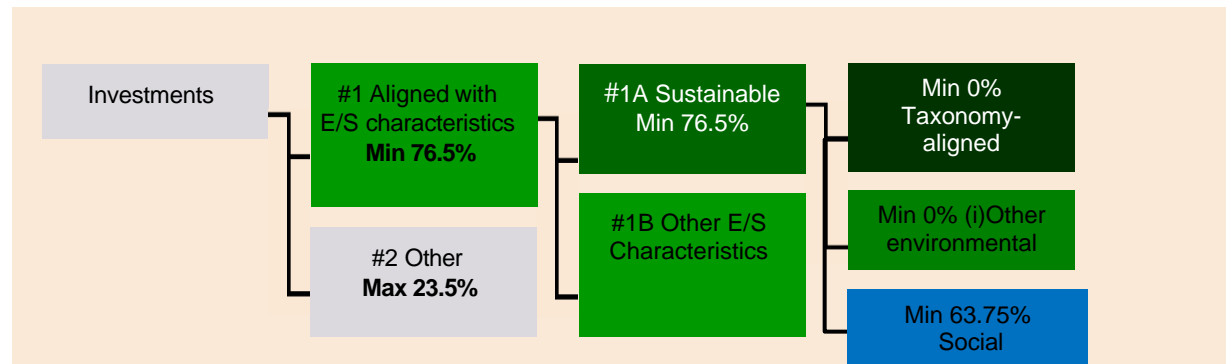 Investments
#1 Aligned with
E/S characteristics
Min 76.5%
#2 Other
Max 23.5%
#1A Sustainable
Min 76.5%
#1B Other E/S
Characteristics
Min 0%
Taxonomy-
aligned
Min 0% (i)Other
environmental
Min 63.75%
Social